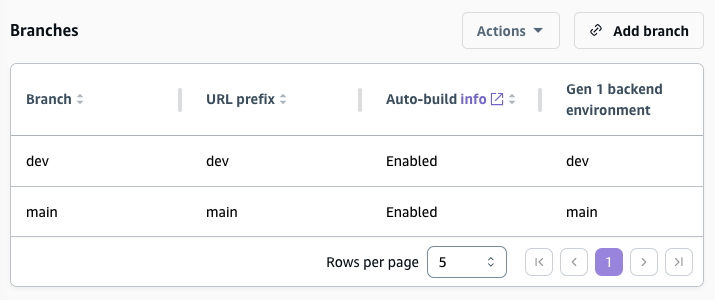 Branches
Actions
Add branch
Branch
URL prefix
Auto-build info
Gen 1 backend
environment
dev
dev
Enabled
dev
main
main
Enabled
main
Rows per page
5
1